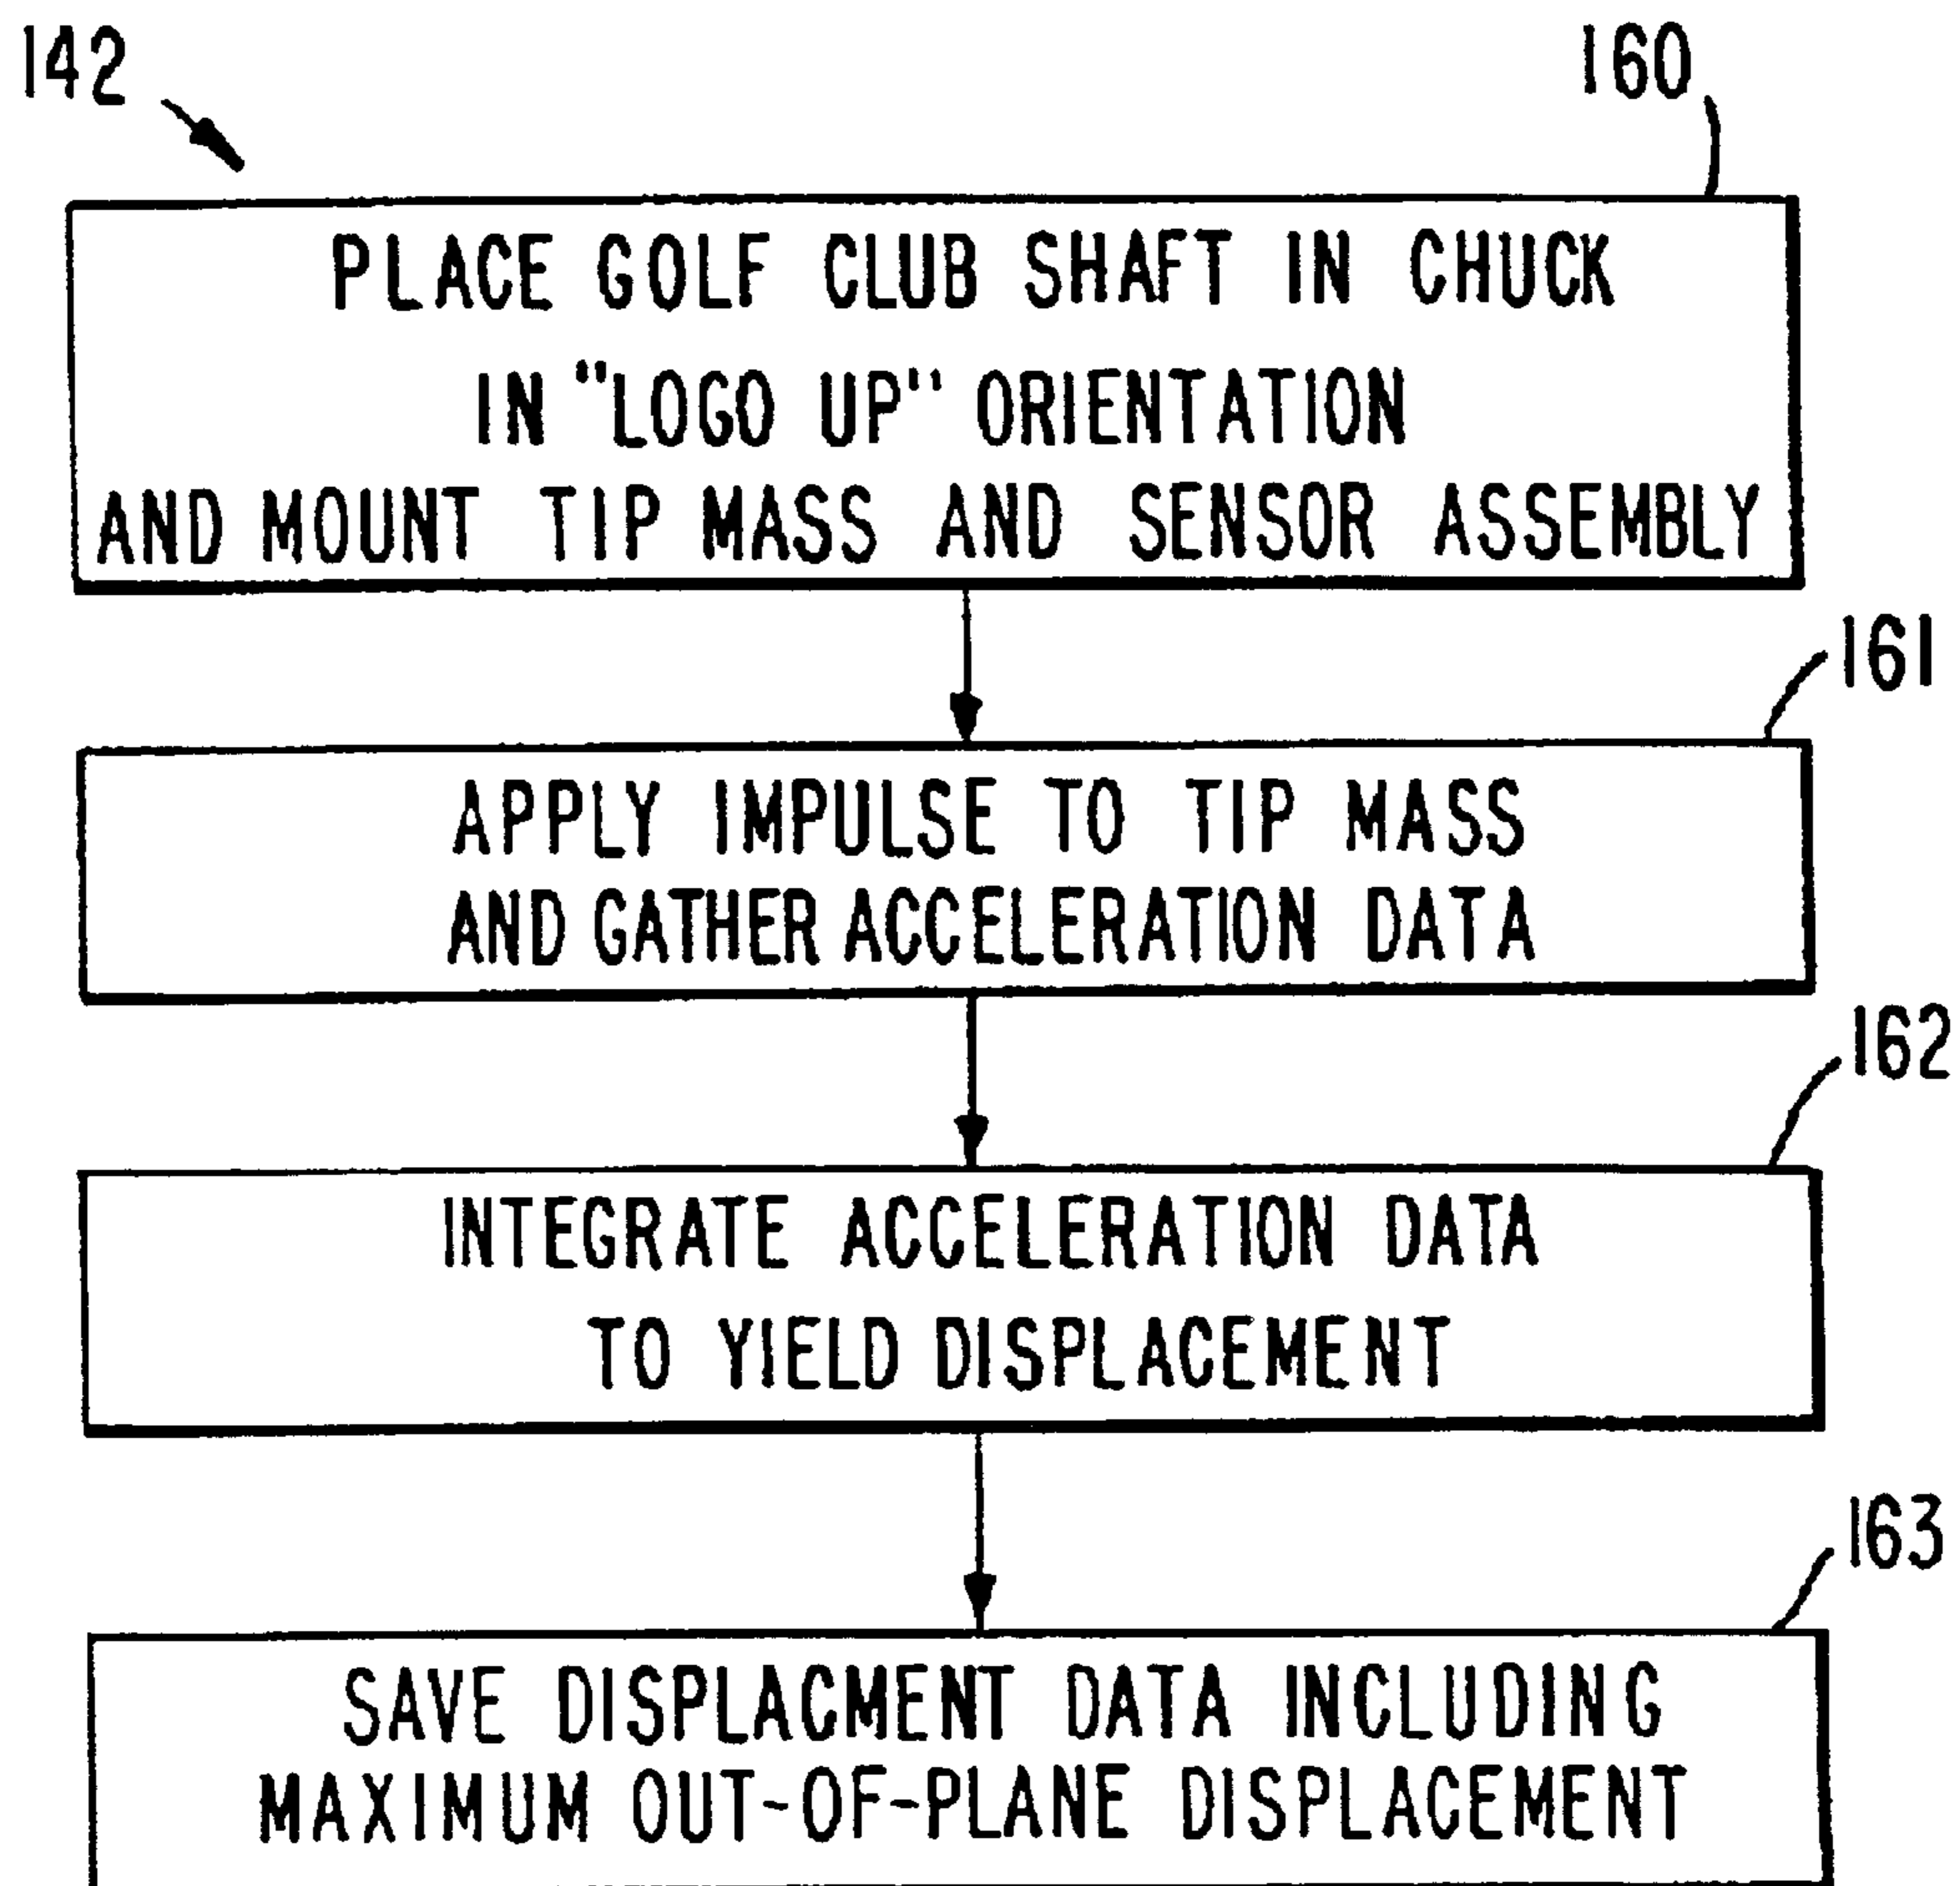 142
160
PLACE GOLF CLUB SHAFT IN CHUCK
IN "LOGO UP" ORIENTATION
AND MOUNT TIP MASS AND SENSOR ASSEMBLY
161
APPLY IMPULSE TO TIP MASS
AND GATHER ACCELERATION DATA
162
INTEGRATE ACCELERATION DATA
TO YIELD DISPLACEMENT
163
SAVE DISPLACMENT DATA INCLUDING
MAXIMUM OUT-OF-PLANE DISPLACEMENT